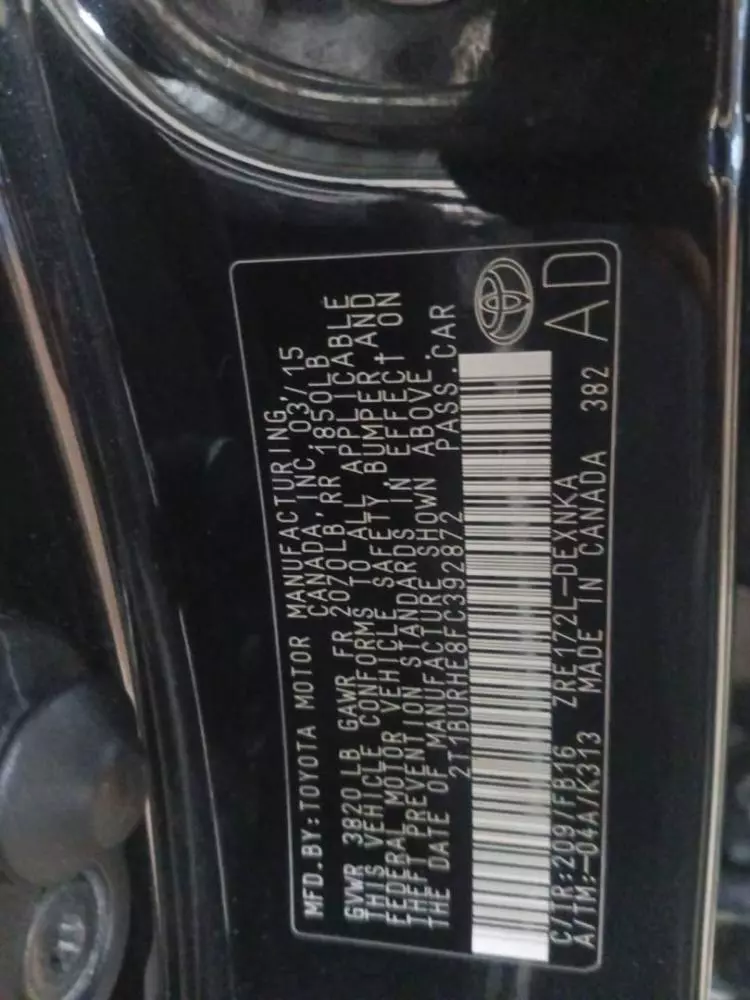 MFD.BY:TOYOTA MOTOR MANUFACTURING,
CANADA, INC. 03/15
GVWR 3820LB GAWR FR 2070LB, RR 1850LB
THIS VEHICLE CONFORMS TO ALL APPLICABLE
FEDERAL MOTOR VEHICLE SAFETY, BUMPER, AND
THEFT PREVENTION STANDARDS IN EFFECT ON
THE DATE OF MANUFACTURE SHOWN ABOVE.
2T1BURHE8FC392872 PASS. CAR
C/TR:209/FB16 ZRE172L-DEXNKA
A/TM:-04A/K313 MADE IN CANADA 382
AD